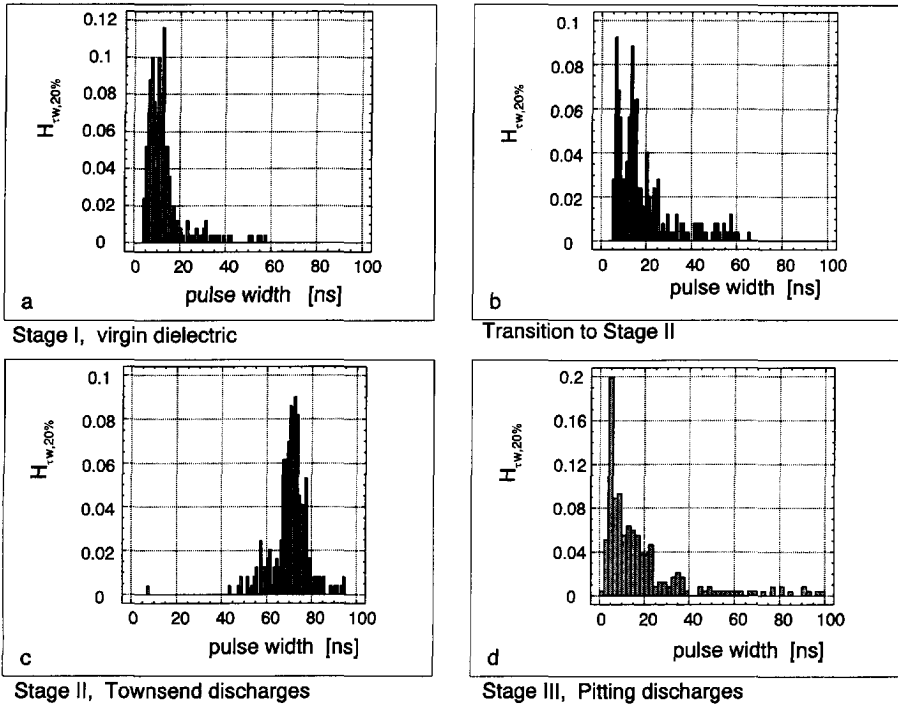 0.12
0.1
0.08
0.06
0.04
0.02
0
H τw,20%
0 20 40 60 80 100
pulse width [ns]
a
Stage I, virgin dielectric
0.1
0.08
0.06
0.04
0.02
0
H τw,20%
0 20 40 60 80 100
pulse width [ns]
b
Transition to Stage II
0.1
0.08
0.06
0.04
0.02
0
H τw,20%
0 20 40 60 80 100
pulse width [ns]
c
Stage II, Townsend discharges
0.2
0.16
0.12
0.08
0.04
0
H τw,20%
0 20 40 60 80 100
pulse width [ns]
d
Stage III, Pitting discharges